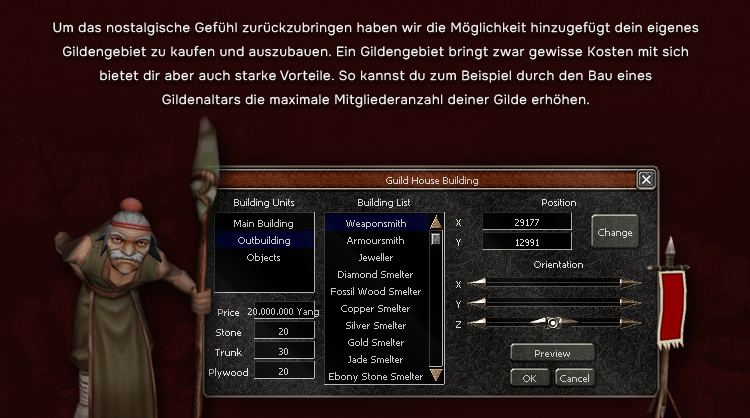 Um das nostalgische Gefühl zurückzubringen haben wir die Möglichkeit hinzugefügt dein eigenes
Gildengebiet zu kaufen und auszubauen. Ein Gildengebiet bringt zwar gewisse Kosten mit sich
bietet dir aber auch starke Vorteile. So kannst du zum Beispiel durch den Bau eines
Gildenaltars die maximale Mitgliederanzahl deiner Gilde erhöhen.
Guild House Building
Building Units
Main Building
Outbuilding
Objects
Price 20.000.000 Yang
Stone 20
Trunk 30
Plywood 20
Building List
Weaponsmith
Armoursmith
Jeweller
Diamond Smelter
Fossil Wood Smelter
Copper Smelter
Silver Smelter
Gold Smelter
Jade Smelter
Ebony Stone Smelter
Position
X 29177
Y 12991
Change
Orientation
X
Y
Z
Preview
OK
Cancel